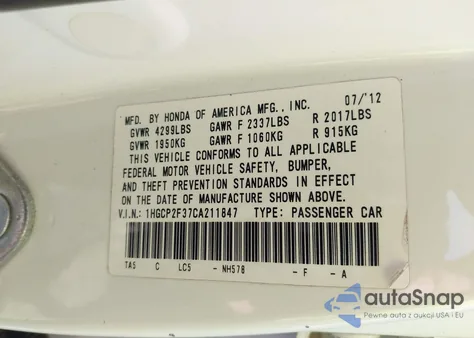 MFD. BY HONDA OF AMERICA MFG., INC. 07/12
GVWR 4299LBS GAWR F 2337LBS R 2017LBS
GVWR 1950KG GAWR F 1060KG R 915KG
THIS VEHICLE CONFORMS TO ALL APPLICABLE
FEDERAL MOTOR VEHICLE SAFETY, BUMPER,
AND THEFT PREVENTION STANDARDS IN EFFECT
ON THE DATE OF MANUFACTURE SHOWN ABOVE.
V.I.N.: 1HGCP2F37CA211847 TYPE: PASSENGER CAR
TA5 C LC5 - NH578 -F -A
autaSnap
Pewne auta z aukcji USA i EU